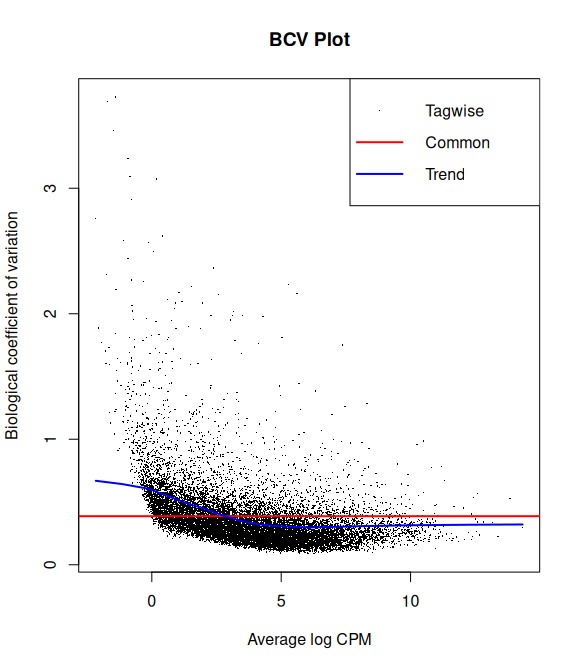 BCV Plot
Tagwise
Common
Trend
3
2
1
0
Biological coefficient of variation
0 5 10
Average log CPM